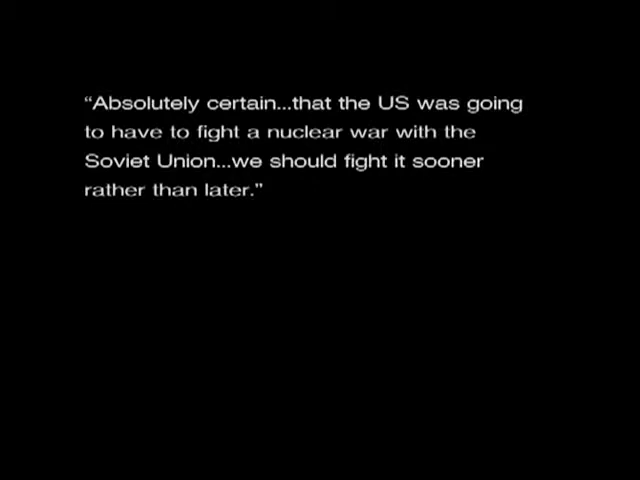 “Absolutely certain...that the US was going
to have to fight a nuclear war with the
Soviet Union...we should fight it sooner
rather than later."